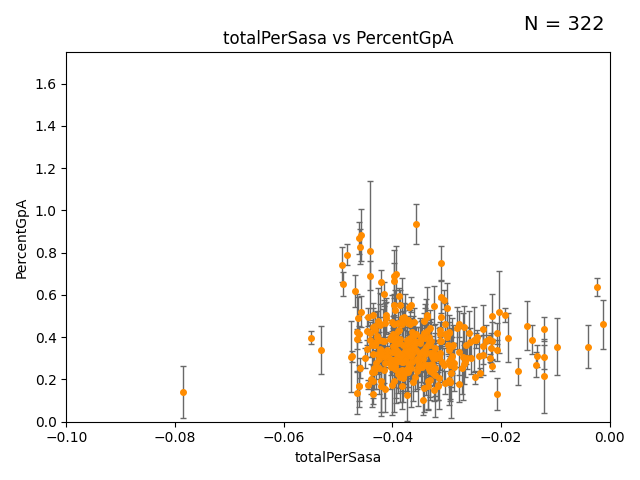 N = 322
totalPerSasa vs PercentGpA
PercentGpA
1.6
1.4
1.2
1.0
0.8
0.6
0.4
0.2
0.0
−0.10 −0.08 −0.06 −0.04 −0.02 0.00
totalPerSasa